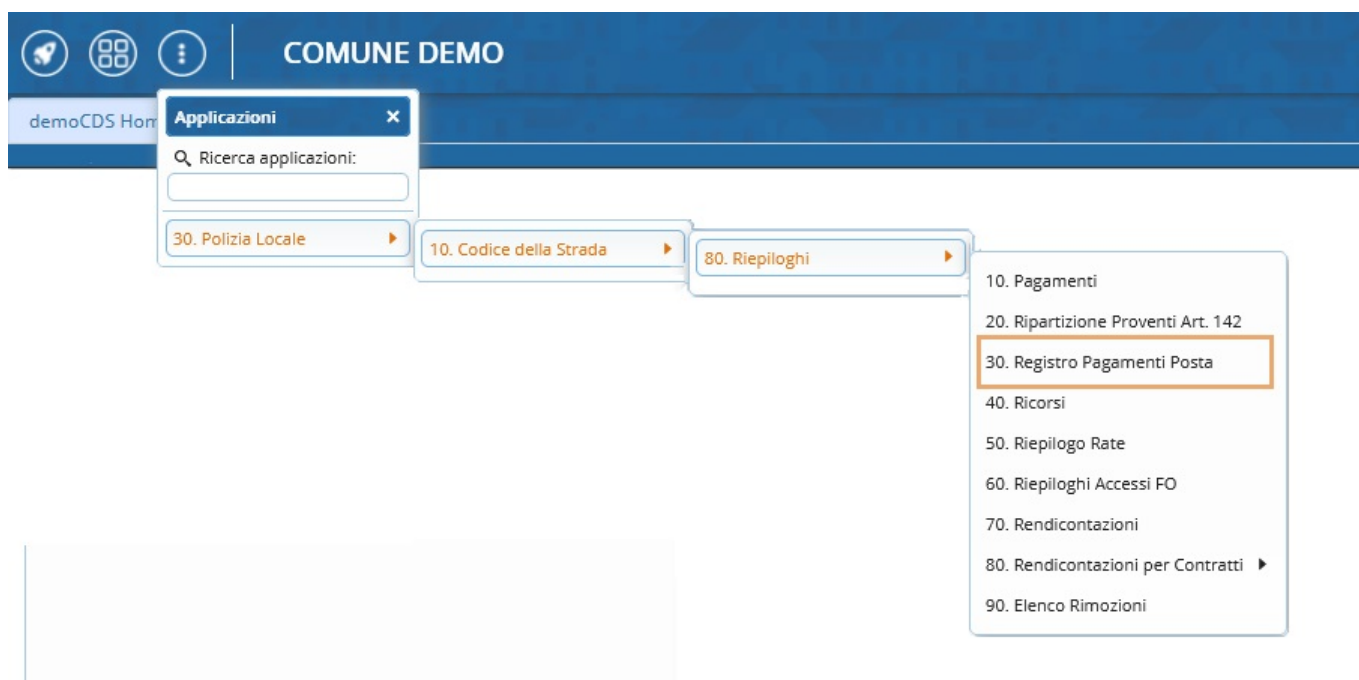 COMUNE DEMO
demoCDS Hom
Applicazioni ×
Ricerca applicazioni:
30. Polizia Locale
10. Codice della Strada
80. Riepiloghi
10. Pagamenti
20. Ripartizione Proventi Art. 142
30. Registro Pagamenti Posta
40. Ricorsi
50. Riepilogo Rate
60. Riepiloghi Accessi FO
70. Rendicontazioni
80. Rendicontazioni per Contratti
90. Elenco Rimozioni